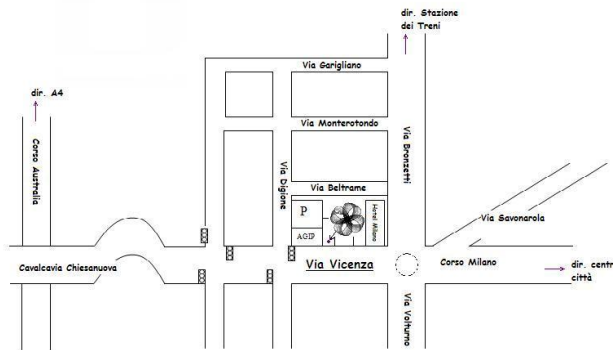 dir. Stazione
dei Treni
Via Garigliano
dir. A4
Via Monterotondo
Corso Australia
Via Digione
Via Bronzetti
Via Beltrame
P
Hotel Milano
Via Savonarola
AGIP
Cavalcavia Chiesanuova
Via Vicenza
Corso Milano
dir. centr
città
Via Volturno